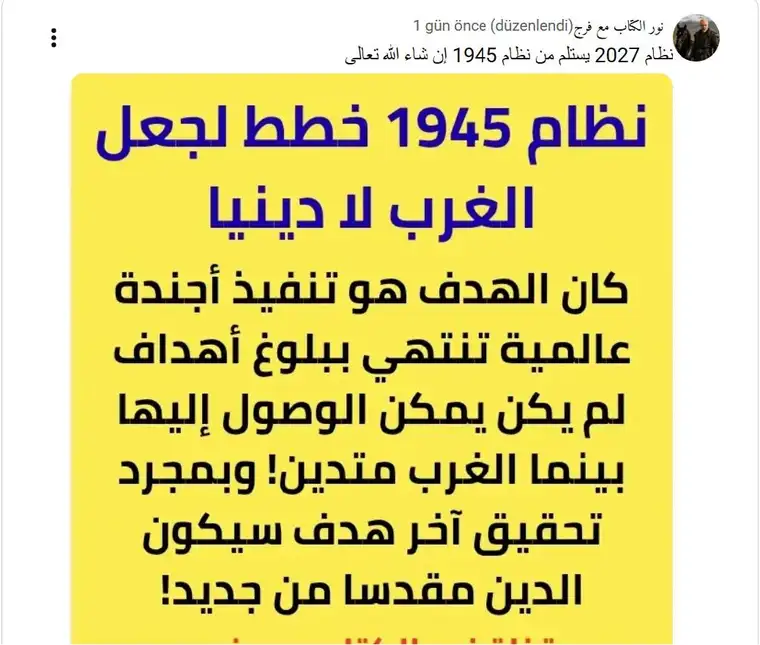 نور الكتاب مع فرج(düzenlendi) 1 gün önce
نظام 2027 يستلم من نظام 1945 إن شاء الله تعالى
نظام 1945 خطط لجعل
الغرب لا دينيا
كان الهدف هو تنفيذ أجندة
عالمية تنتهي ببلوغ أهداف
لم يكن يمكن الوصول إليها
بينما الغرب متدين! وبمجرد
تحقيق آخر هدف سيكون
الدين مقدسا من جديد!